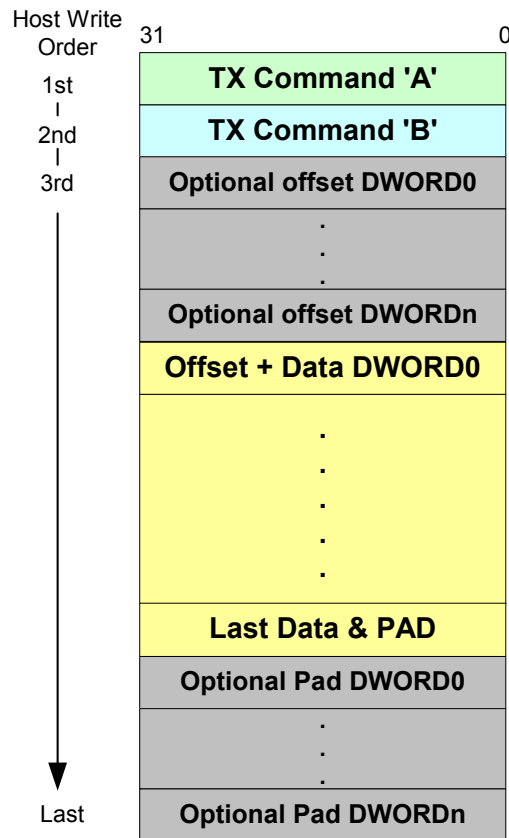 Host Write
Order
31
0
1st
TX Command 'A'
2nd
TX Command 'B'
3rd
Optional offset DWORD0
.
.
.
Optional offset DWORDn
Offset + Data DWORD0
.
.
.
.
.
Last Data & PAD
Optional Pad DWORD0
.
.
.
Last
Optional Pad DWORDn